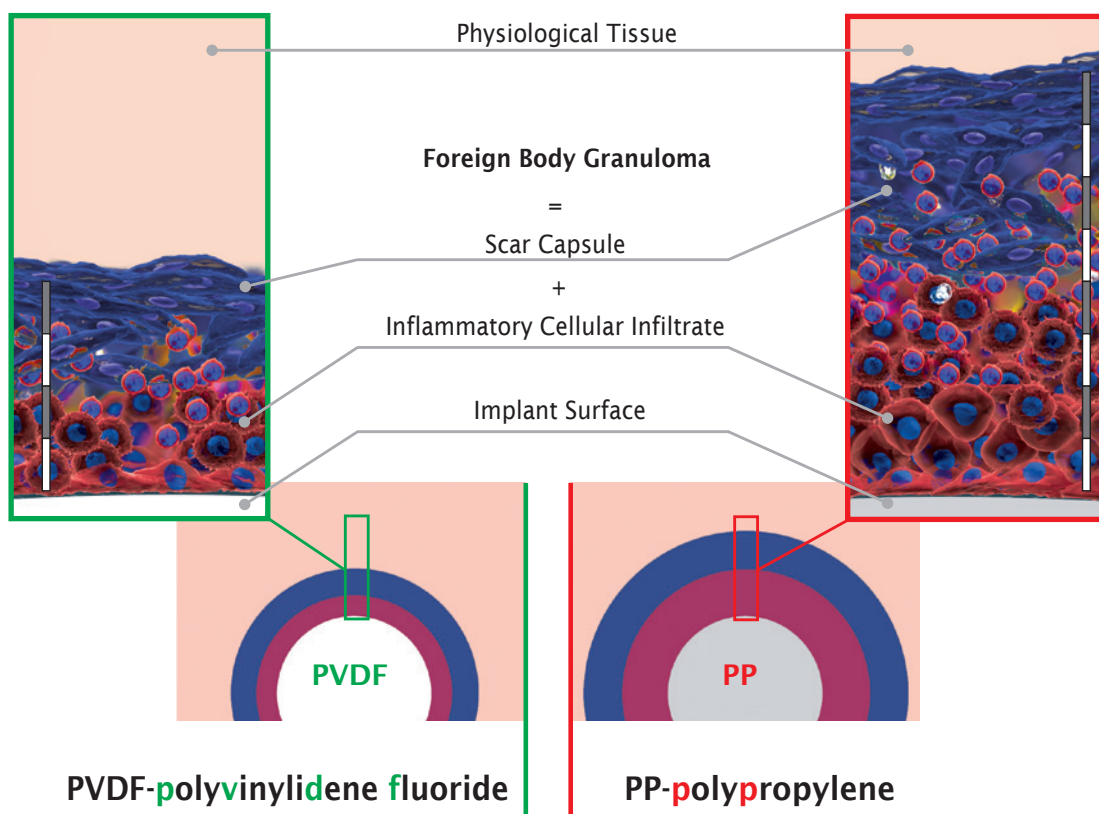 Physiological Tissue
Foreign Body Granuloma
=
Scar Capsule
+
Inflammatory Cellular Infiltrate
Implant Surface
PVDF
PP
PVDF-polyvinylidene fluoride
PP-polypropylene